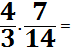 4/3 . 7/14 =